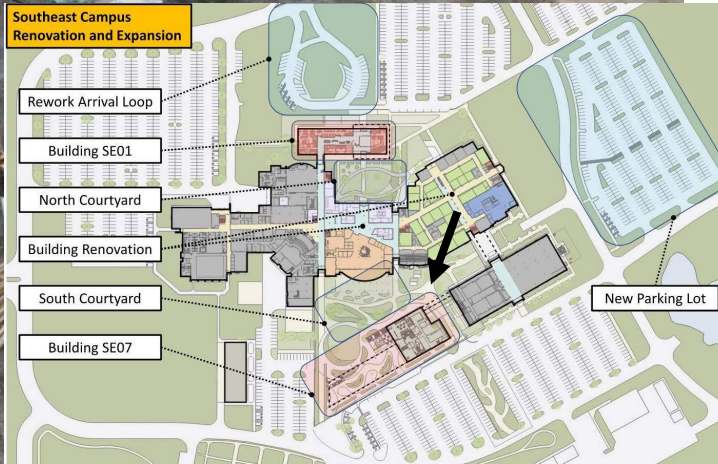 Southeast Campus
Renovation and Expansion
Rework Arrival Loop
Building SE01
North Courtyard
Building Renovation
South Courtyard
Building SE07
New Parking Lot